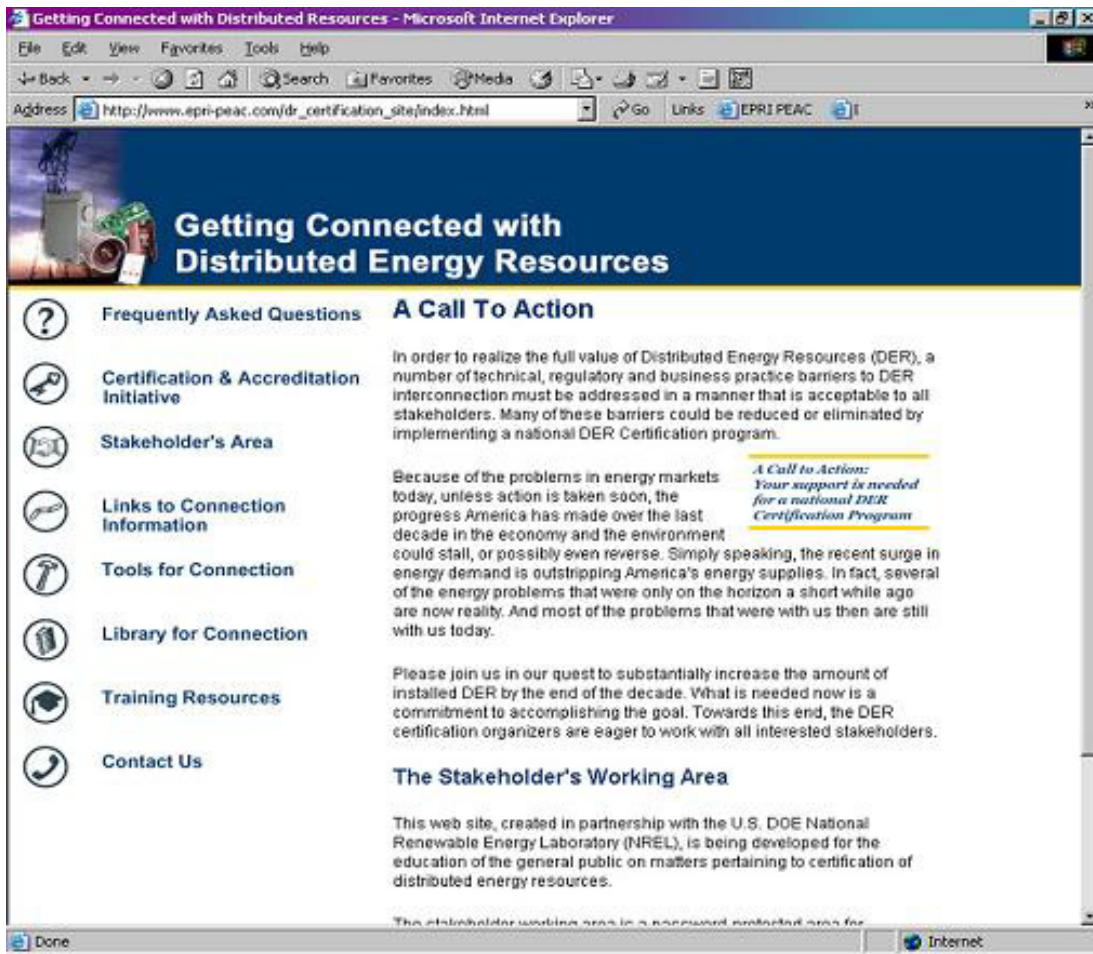 Getting Connected with Distributed Resources - Microsoft Internet Explorer
File Edit View Favorites Tools Help
Back Search Favorites Media
Address http://www.epri-peac.com/dr_certification_site/index.html Go Links EPRI PEAC
Getting Connected with
Distributed Energy Resources
Frequently Asked Questions
Certification & Accreditation
Initiative
Stakeholder's Area
Links to Connection
Information
Tools for Connection
Library for Connection
Training Resources
Contact Us
A Call To Action
In order to realize the full value of Distributed Energy Resources (DER), a
number of technical, regulatory and business practice barriers to DER
interconnection must be addressed in a manner that is acceptable to all
stakeholders. Many of these barriers could be reduced or eliminated by
implementing a national DER Certification program.
Because of the problems in energy markets
today, unless action is taken soon, the
progress America has made over the last
decade in the economy and the environment
could stall, or possibly even reverse. Simply speaking, the recent surge in
energy demand is outstripping America's energy supplies. In fact, several
of the energy problems that were only on the horizon a short while ago
are now reality. And most of the problems that were with us then are still
with us today.
A Call to Action:
Your support is needed
for a national DER
Certification Program
Please join us in our quest to substantially increase the amount of
installed DER by the end of the decade. What is needed now is a
commitment to accomplishing the goal. Towards this end, the DER
certification organizers are eager to work with all interested stakeholders.
The Stakeholder's Working Area
This web site, created in partnership with the U.S. DOE National
Renewable Energy Laboratory (NREL), is being developed for the
education of the general public on matters pertaining to certification of
distributed energy resources.
The stakeholder working area is a password protected area for
Done Internet